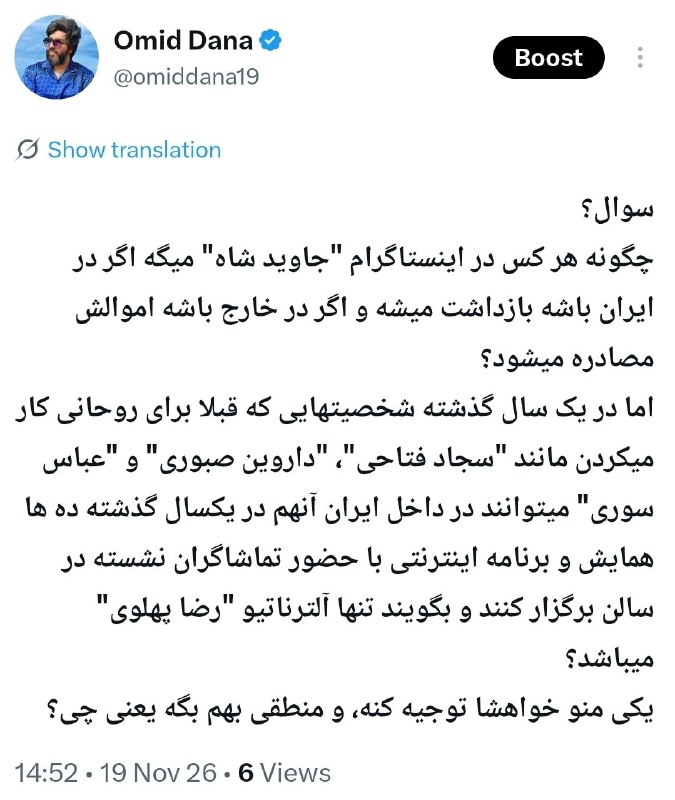 Omid Dana
@omiddana19
Boost
Show translation
سوال؟
چگونه هر کس در اینستاگرام "جاوید شاه" میگه اگر در
ایران باشه بازداشت میشه و اگر در خارج باشه اموالش
مصادره میشود؟
اما در یک سال گذشته شخصیتهایی که قبلا برای روحانی کار
میکردن مانند "سجاد فتاحی"، "داروین صبوری" و "عباس
سوری" میتوانند در داخل ایران آنهم در یکسال گذشته ده ها
همایش و برنامه اینترنتی با حضور تماشاگران نشسته در
سالن برگزار کنند و بگویند تنها آلترناتیو "رضا پهلوی"
میباشد؟
یکی منو خواهشا توجیه کنه، و منطقی بهم بگه یعنی چی؟
14:52 • 19 Nov 26 • 6 Views